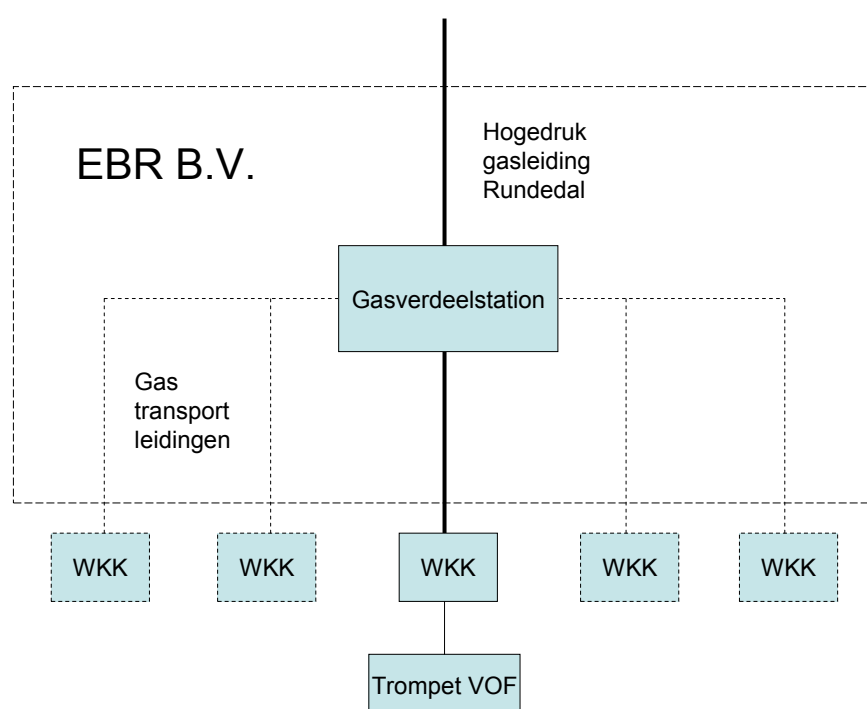 EBR B.V.
Hogedruk
gasleiding
Rundedal
Gasverdeelstation
Gas
transport
leidingen
WKK
WKK
WKK
WKK
WKK
Trompet VOF